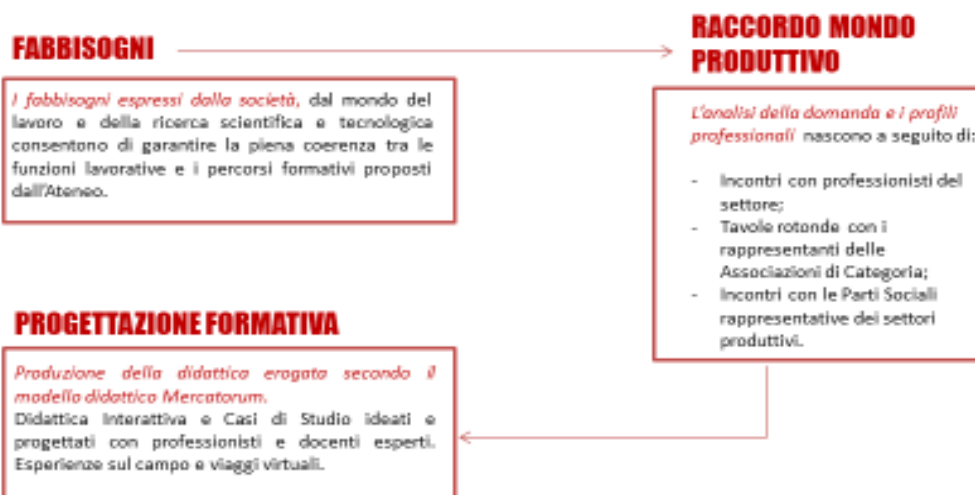 FABBISOGNI
I fabbisogni espressi dalla società, dal mondo del
lavoro e della ricerca scientifica e tecnologica
consentono di garantire la piena coerenza tra le
funzioni lavorative e i percorsi formativi proposti
dall'Ateneo.
RACCORDO MONDO
PRODUTTIVO
L'analisi della domanda e i profili
professionali nascono a seguito di:
- Incontri con professionisti del
settore;
- Tavole rotonde con i
rappresentanti delle
Associazioni di Categoria;
- Incontri con le Parti Sociali
rappresentative dei settori
produttivi.
PROGETTAZIONE FORMATIVA
Produzione della didattica erogata secondo il
modello didattico Mercatorum.
Didattica Interattiva e Casi di Studio ideati e
progettati con professionisti e docenti esperti.
Esperienze sul campo e viaggi virtuali.